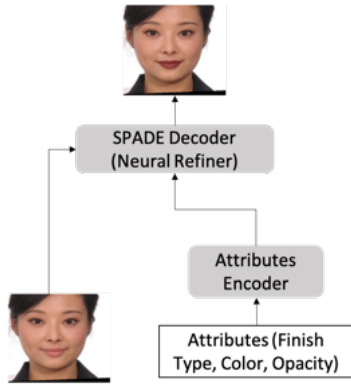 SPADE Decoder
(Neural Refiner)
Attributes
Encoder
Attributes (Finish
Type, Color, Opacity)